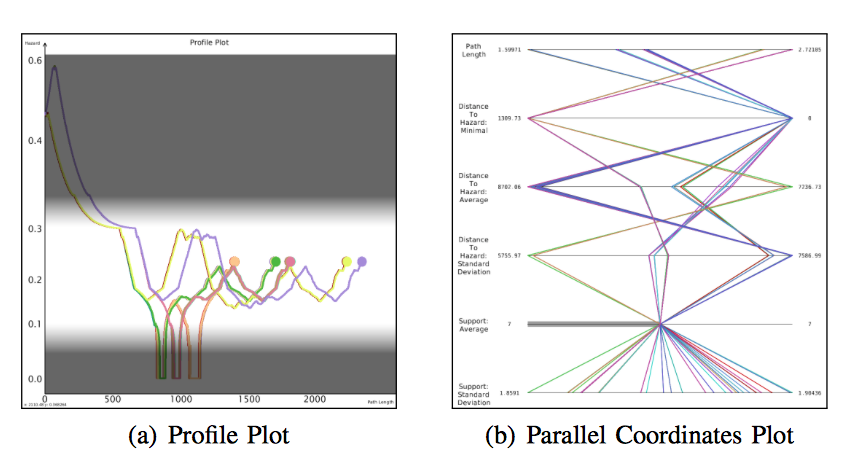 Profile Plot
Hazard
0.6
0.4
0.3
0.2
0.1
0.0
0
500
1000
1500
2000
Path Length
(a) Profile Plot
Path
Length
1.59971
2.72185
Distance
To
Hazard:
Minimal
1309.73
0
Distance
To
Hazard:
Average
8702.06
7236.73
Distance
To
Hazard:
Standard
Deviation
5755.97
7586.99
Support:
Average
7
7
Support:
Standard
Deviation
1.8591
1.90436
(b) Parallel Coordinates Plot